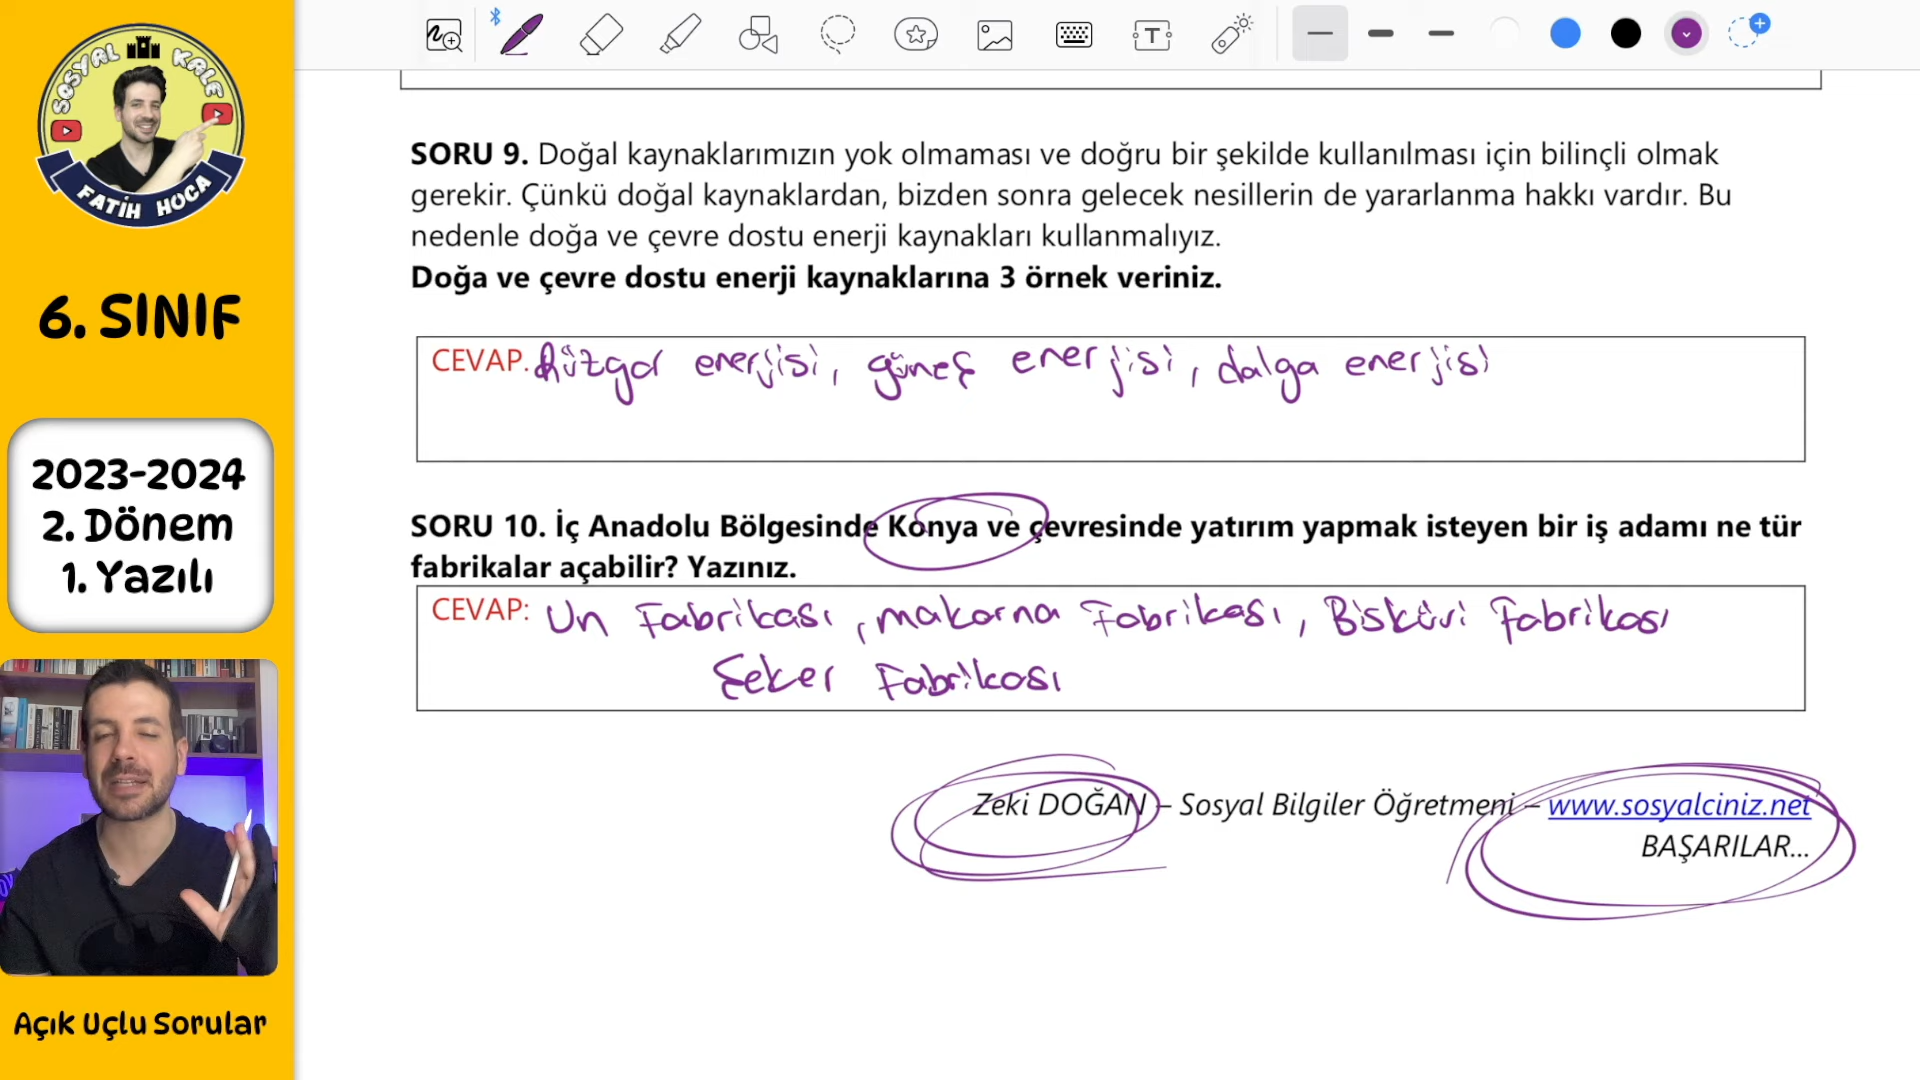 SOSYAL KALE
FATİH HOCA
6. SINIF
2023-2024
2. Dönem
1. Yazılı
Açık Uçlu Sorular
T
SORU 9. Doğal kaynaklarımızın yok olmaması ve doğru bir şekilde kullanılması için bilinçli olmak
gerekir. Çünkü doğal kaynaklardan, bizden sonra gelecek nesillerin de yararlanma hakkı vardır. Bu
nedenle doğa ve çevre dostu enerji kaynakları kullanmalıyız.
Doğa ve çevre dostu enerji kaynaklarına 3 örnek veriniz.
CEVAP. Rüzgar enerjisi, güneş enerjisi, dalga enerjisi
SORU 10. İç Anadolu Bölgesinde Konya ve çevresinde yatırım yapmak isteyen bir iş adamı ne tür
fabrikalar açabilir? Yazınız.
CEVAP: Un Fabrikası, makarna Fabrikası, Bisküvi Fabrikası
Şeker Fabrikası
Zeki DOĞAN – Sosyal Bilgiler Öğretmeni – www.sosyalciniz.net
BAŞARILAR...